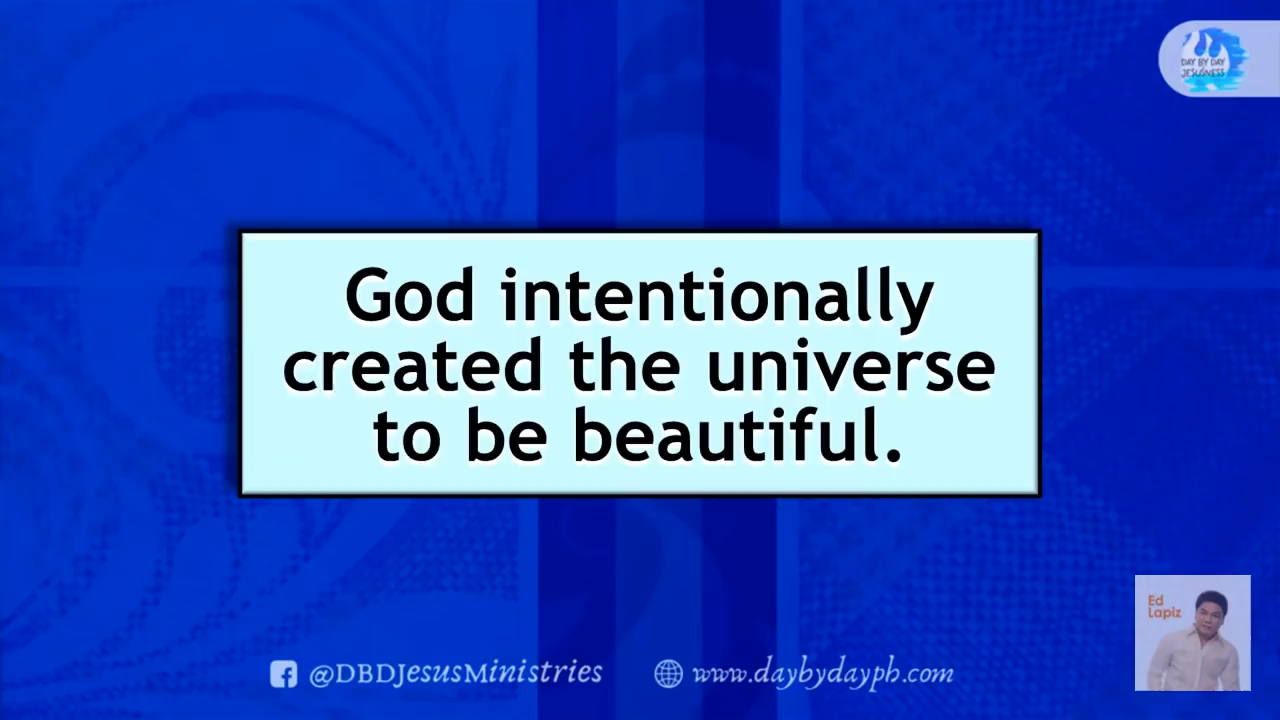 DAY BY DAY
JESUSNESS
God intentionally
created the universe
to be beautiful.
Ed
Lapiz
@DBDJesusMinistries
www.daybydayph.com